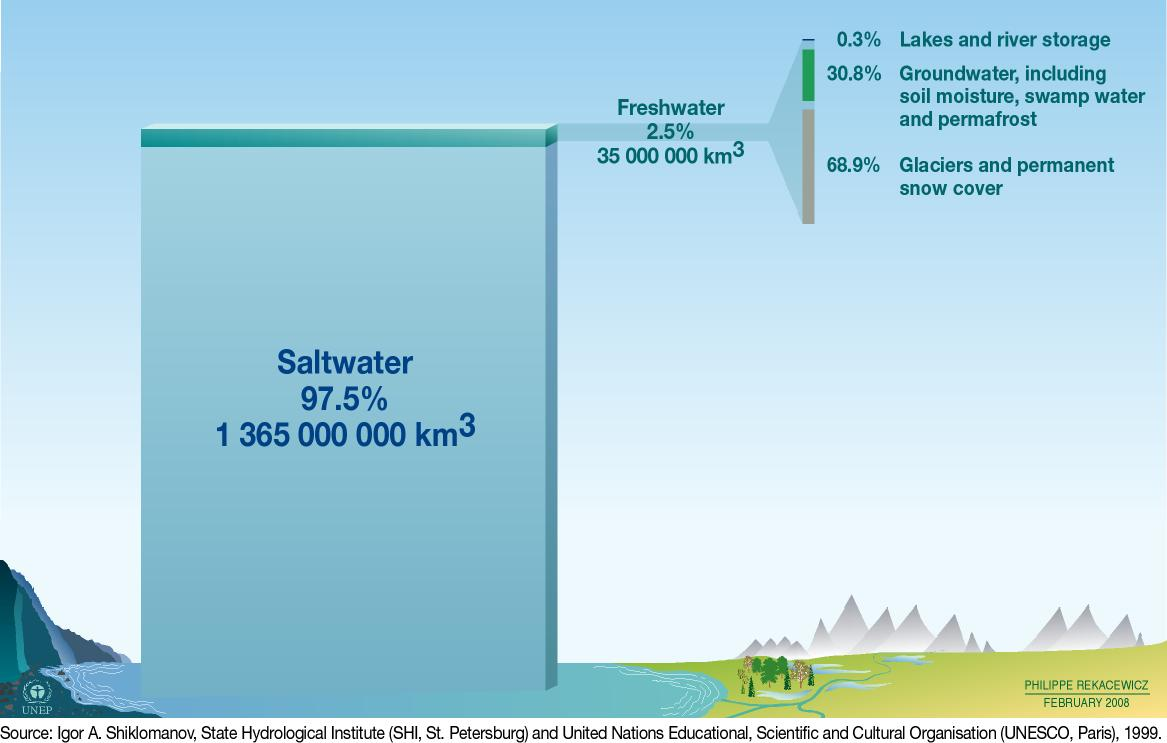 0.3% Lakes and river storage
30.8% Groundwater, including
soil moisture, swamp water
and permafrost
68.9% Glaciers and permanent
snow cover
Freshwater
2.5%
35 000 000 km³
Saltwater
97.5%
1 365 000 000 km³
UNEP
PHILIPPE REKACEWICZ
FEBRUARY 2008
Source: Igor A. Shiklomanov, State Hydrological Institute (SHI, St. Petersburg) and United Nations Educational, Scientific and Cultural Organisation (UNESCO, Paris), 1999.